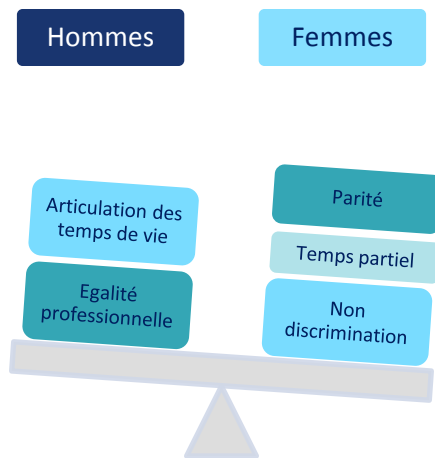 Hommes
Femmes
Articulation des
temps de vie
Egalité
professionnelle
Parité
Temps partiel
Non
discrimination